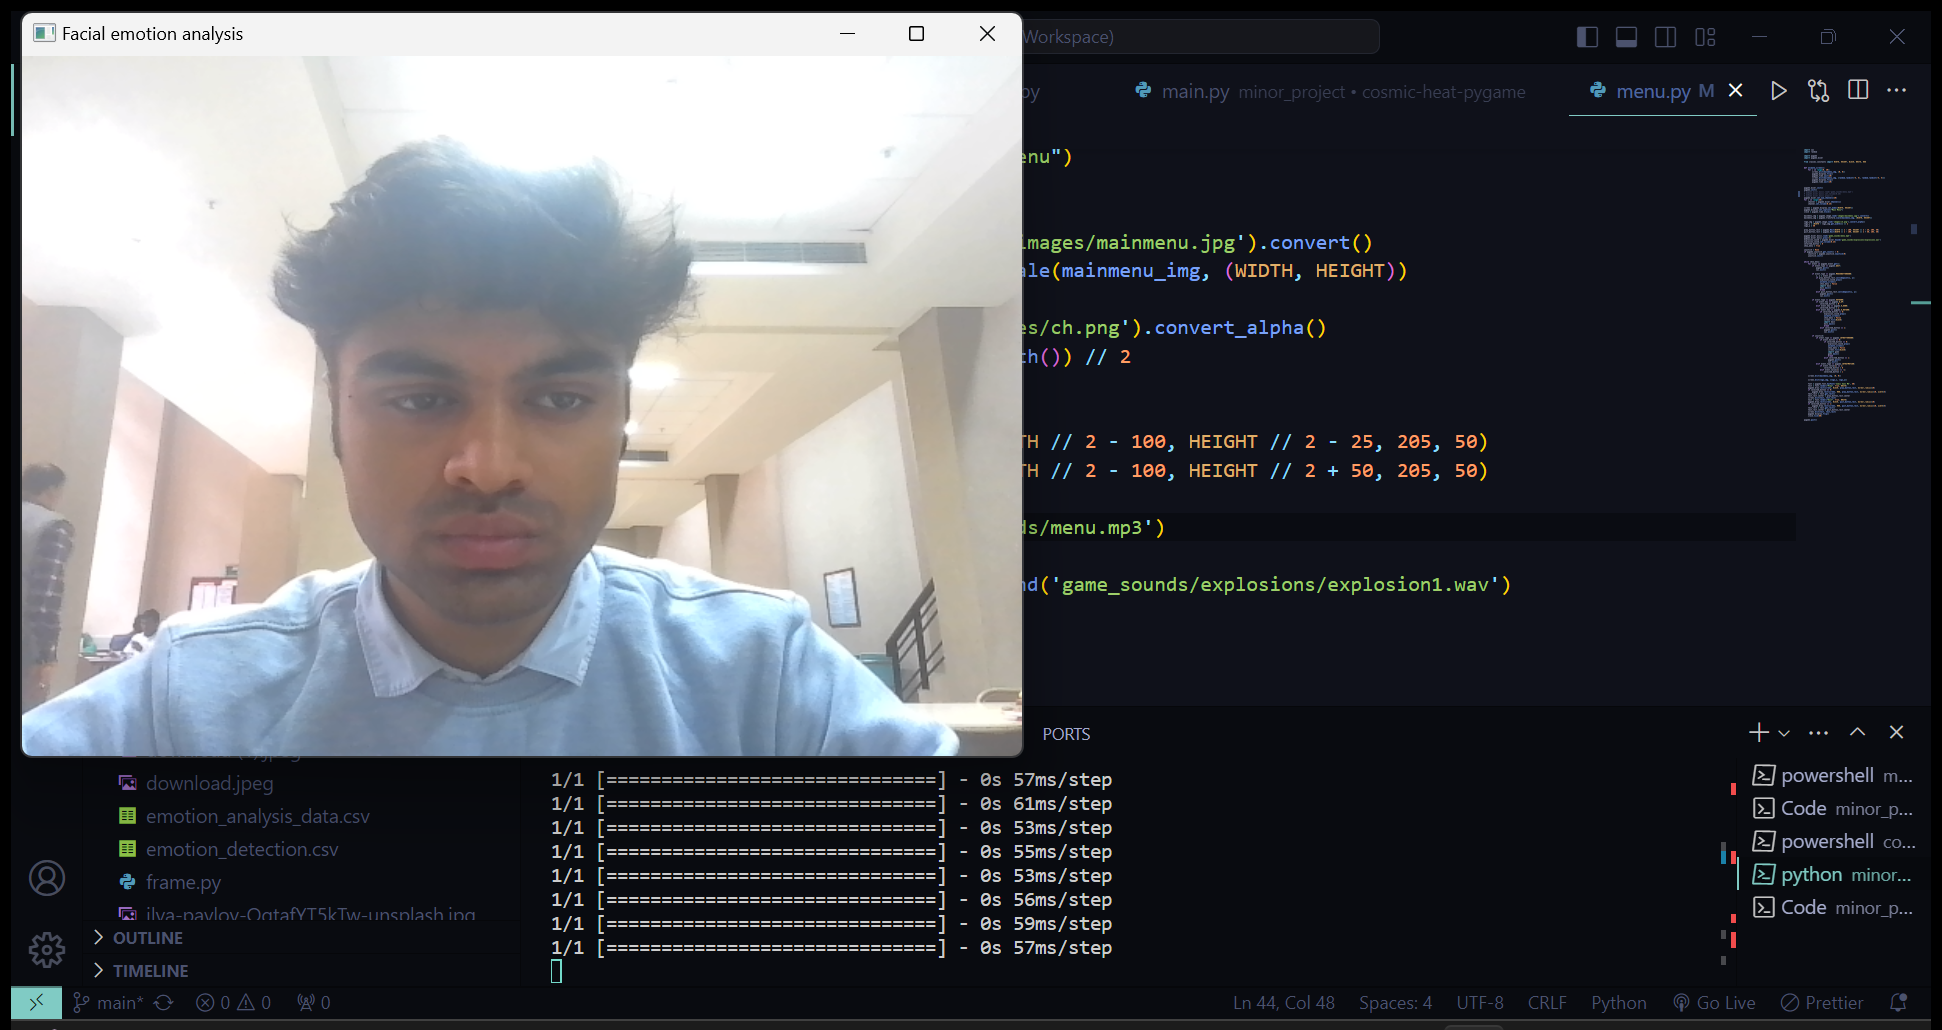 Facial emotion analysis
Workspace)
py
main.py minor_project • cosmic-heat-pygame
menu.py M
enu")
images/mainmenu.jpg').convert()
ale(mainmenu_img, (WIDTH, HEIGHT))
es/ch.png').convert_alpha()
th()) // 2
TH // 2 - 100, HEIGHT // 2 - 25, 205, 50)
TH // 2 - 100, HEIGHT // 2 + 50, 205, 50)
ds/menu.mp3')
nd('game_sounds/explosions/explosion1.wav')
PORTS
download.jpeg
emotion_analysis_data.csv
emotion_detection.csv
frame.py
ilya-pavlov-OqtafYT5kTw-unsplash.jpg
OUTLINE
TIMELINE
1/1 [==============================] - 0s 57ms/step
1/1 [==============================] - 0s 61ms/step
1/1 [==============================] - 0s 53ms/step
1/1 [==============================] - 0s 55ms/step
1/1 [==============================] - 0s 53ms/step
1/1 [==============================] - 0s 56ms/step
1/1 [==============================] - 0s 59ms/step
1/1 [==============================] - 0s 57ms/step
powershell m...
Code minor_p...
powershell co...
python minor...
Code minor_p...
main* 0 0 0
Ln 44, Col 48 Spaces: 4 UTF-8 CRLF Python Go Live Prettier